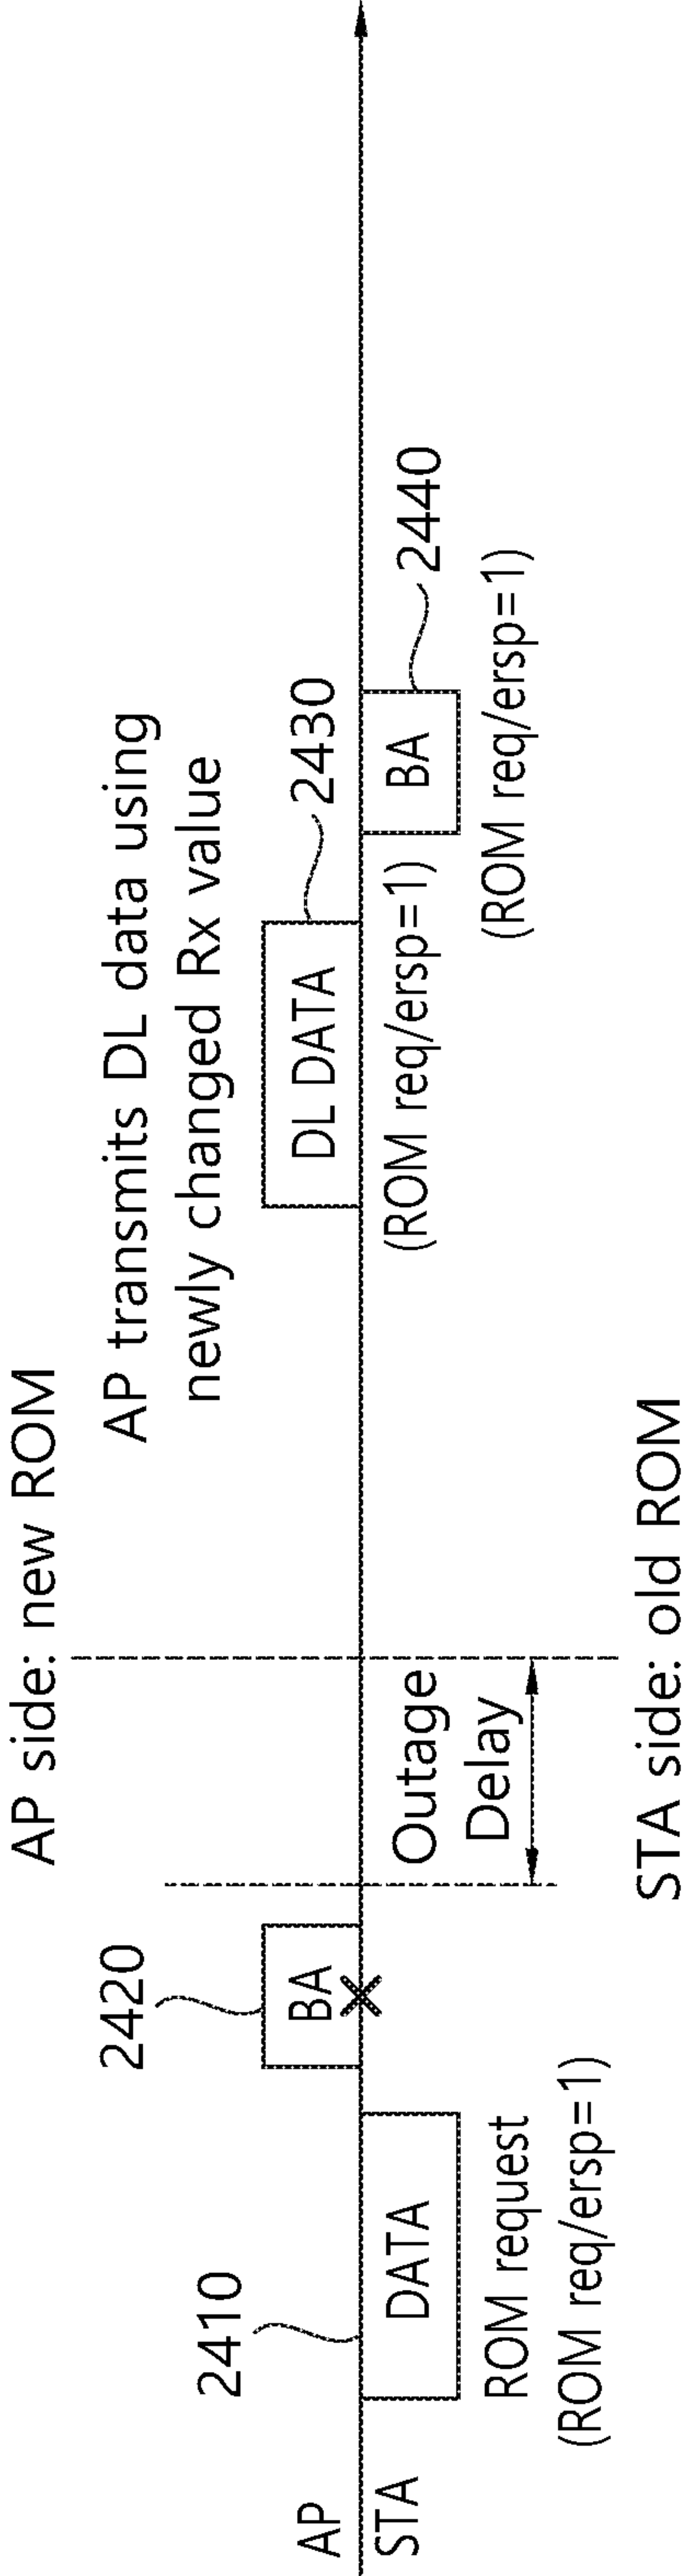 AP side: new ROM
AP transmits DL data using
newly changed Rx value
2410
2420
2430
2440
AP
STA
DATA
BA
DL DATA
BA
ROM request
(ROM req/ersp=1)
Outage
Delay
(ROM req/ersp=1)
(ROM req/ersp=1)
STA side: old ROM